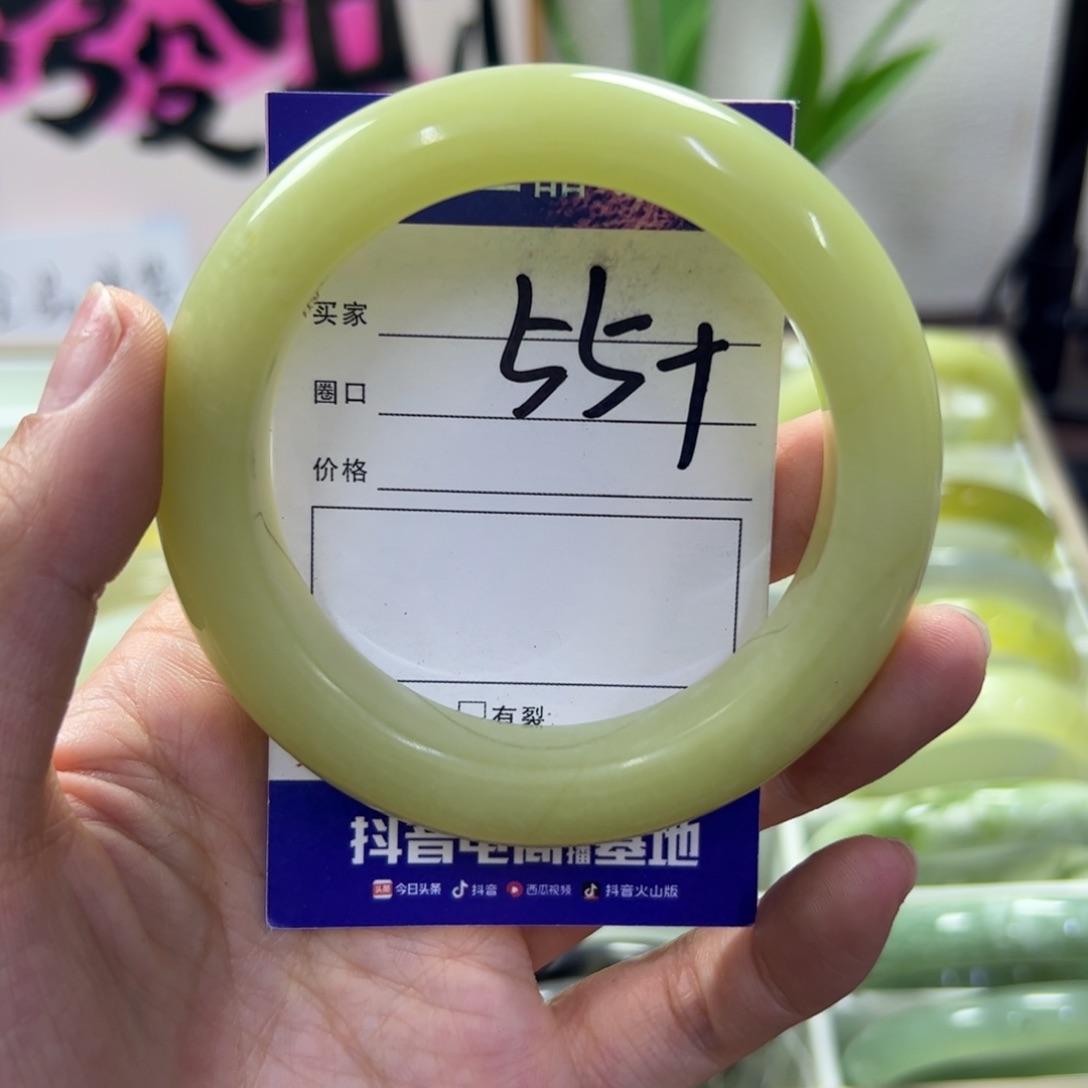 發
买家
55+
圈口
价格
有裂
抖音电商直播基地
今日头条 抖音 西瓜视频 抖音火山版